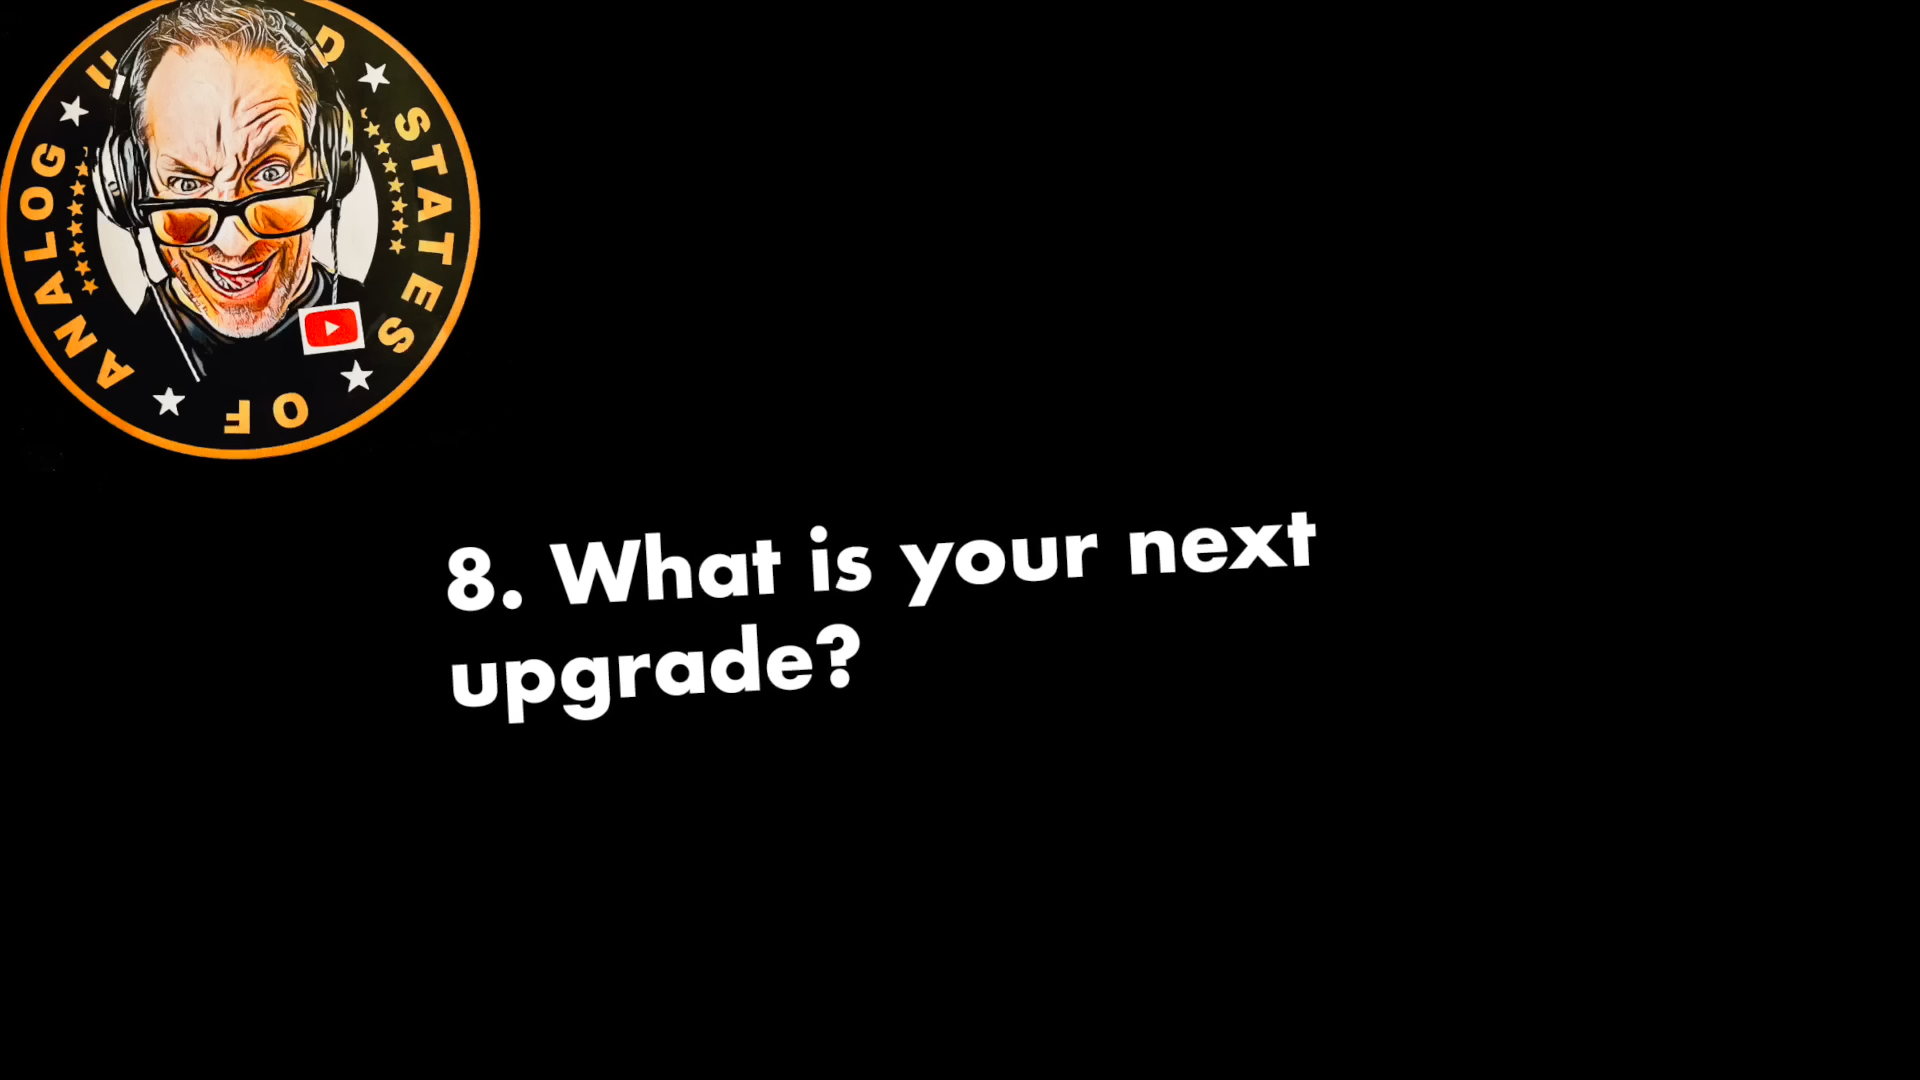 STATES
OF
ANALOG
8. What is your next
upgrade?